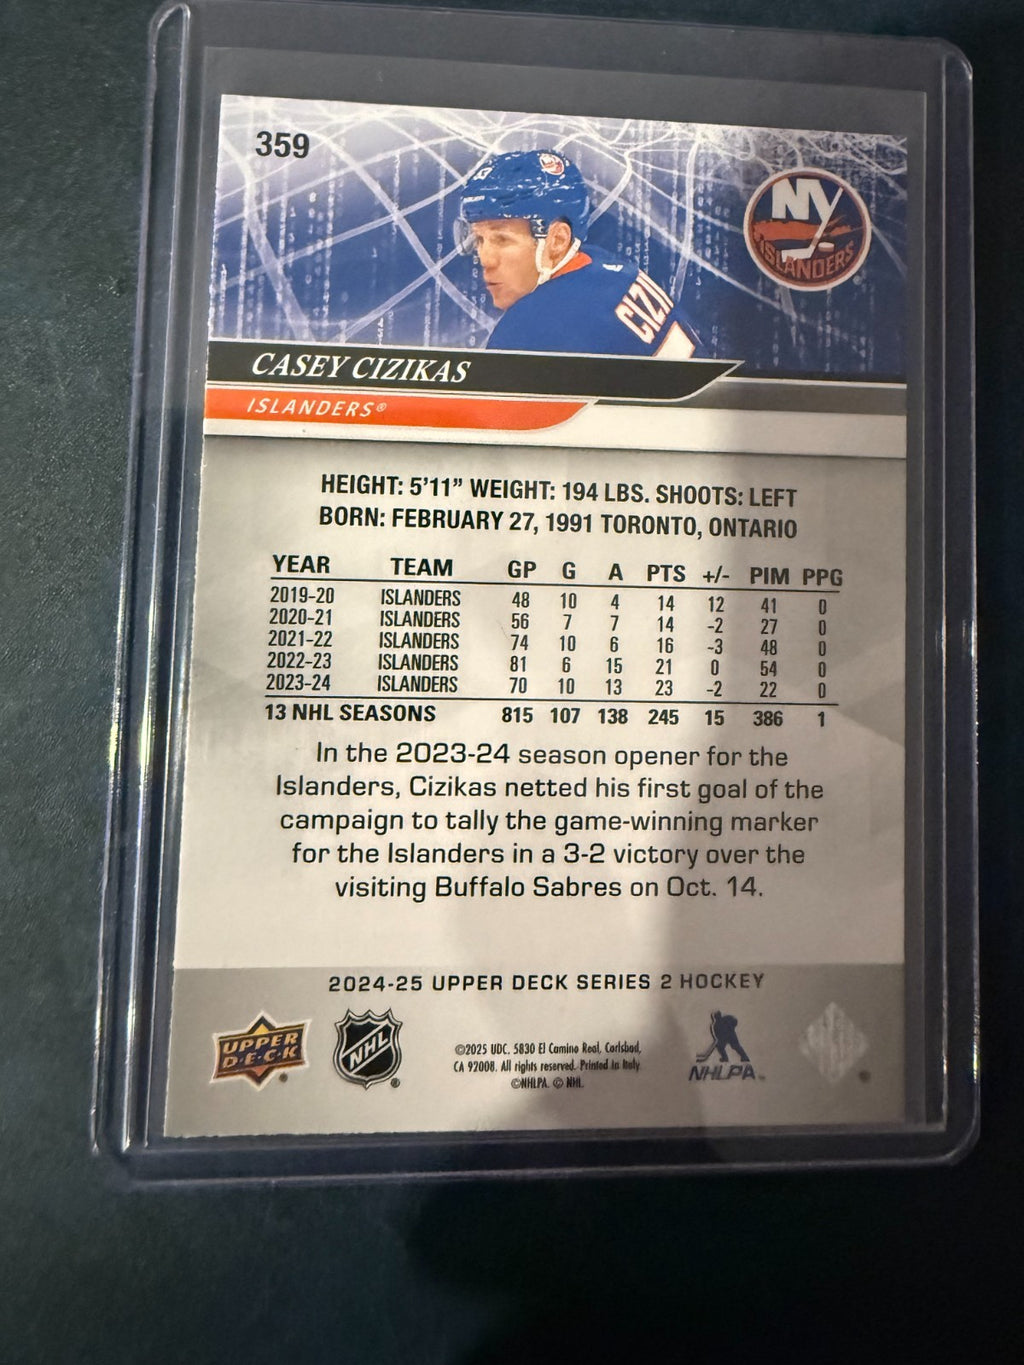 359
NY
ISLANDERS
CIZI
CASEY CIZIKAS
ISLANDERS®
HEIGHT: 5'11" WEIGHT: 194 LBS. SHOOTS: LEFT
BORN: FEBRUARY 27, 1991 TORONTO, ONTARIO
YEAR TEAM GP G A PTS +/- PIM PPG
2019-20 ISLANDERS 48 10 4 14 12 41 0
2020-21 ISLANDERS 56 7 7 14 -2 27 0
2021-22 ISLANDERS 74 10 6 16 -3 48 0
2022-23 ISLANDERS 81 6 15 21 0 54 0
2023-24 ISLANDERS 70 10 13 23 -2 22 0
13 NHL SEASONS 815 107 138 245 15 386 1
In the 2023-24 season opener for the
Islanders, Cizikas netted his first goal of the
campaign to tally the game-winning marker
for the Islanders in a 3-2 victory over the
visiting Buffalo Sabres on Oct. 14.
2024-25 UPPER DECK SERIES 2 HOCKEY
UPPER
D·E·C·K
NHL
©2025 UDC. 5830 El Camino Real, Carlsbad,
CA 92008. All rights reserved. Printed in Italy.
©NHLPA. © NHL.
NHLPA